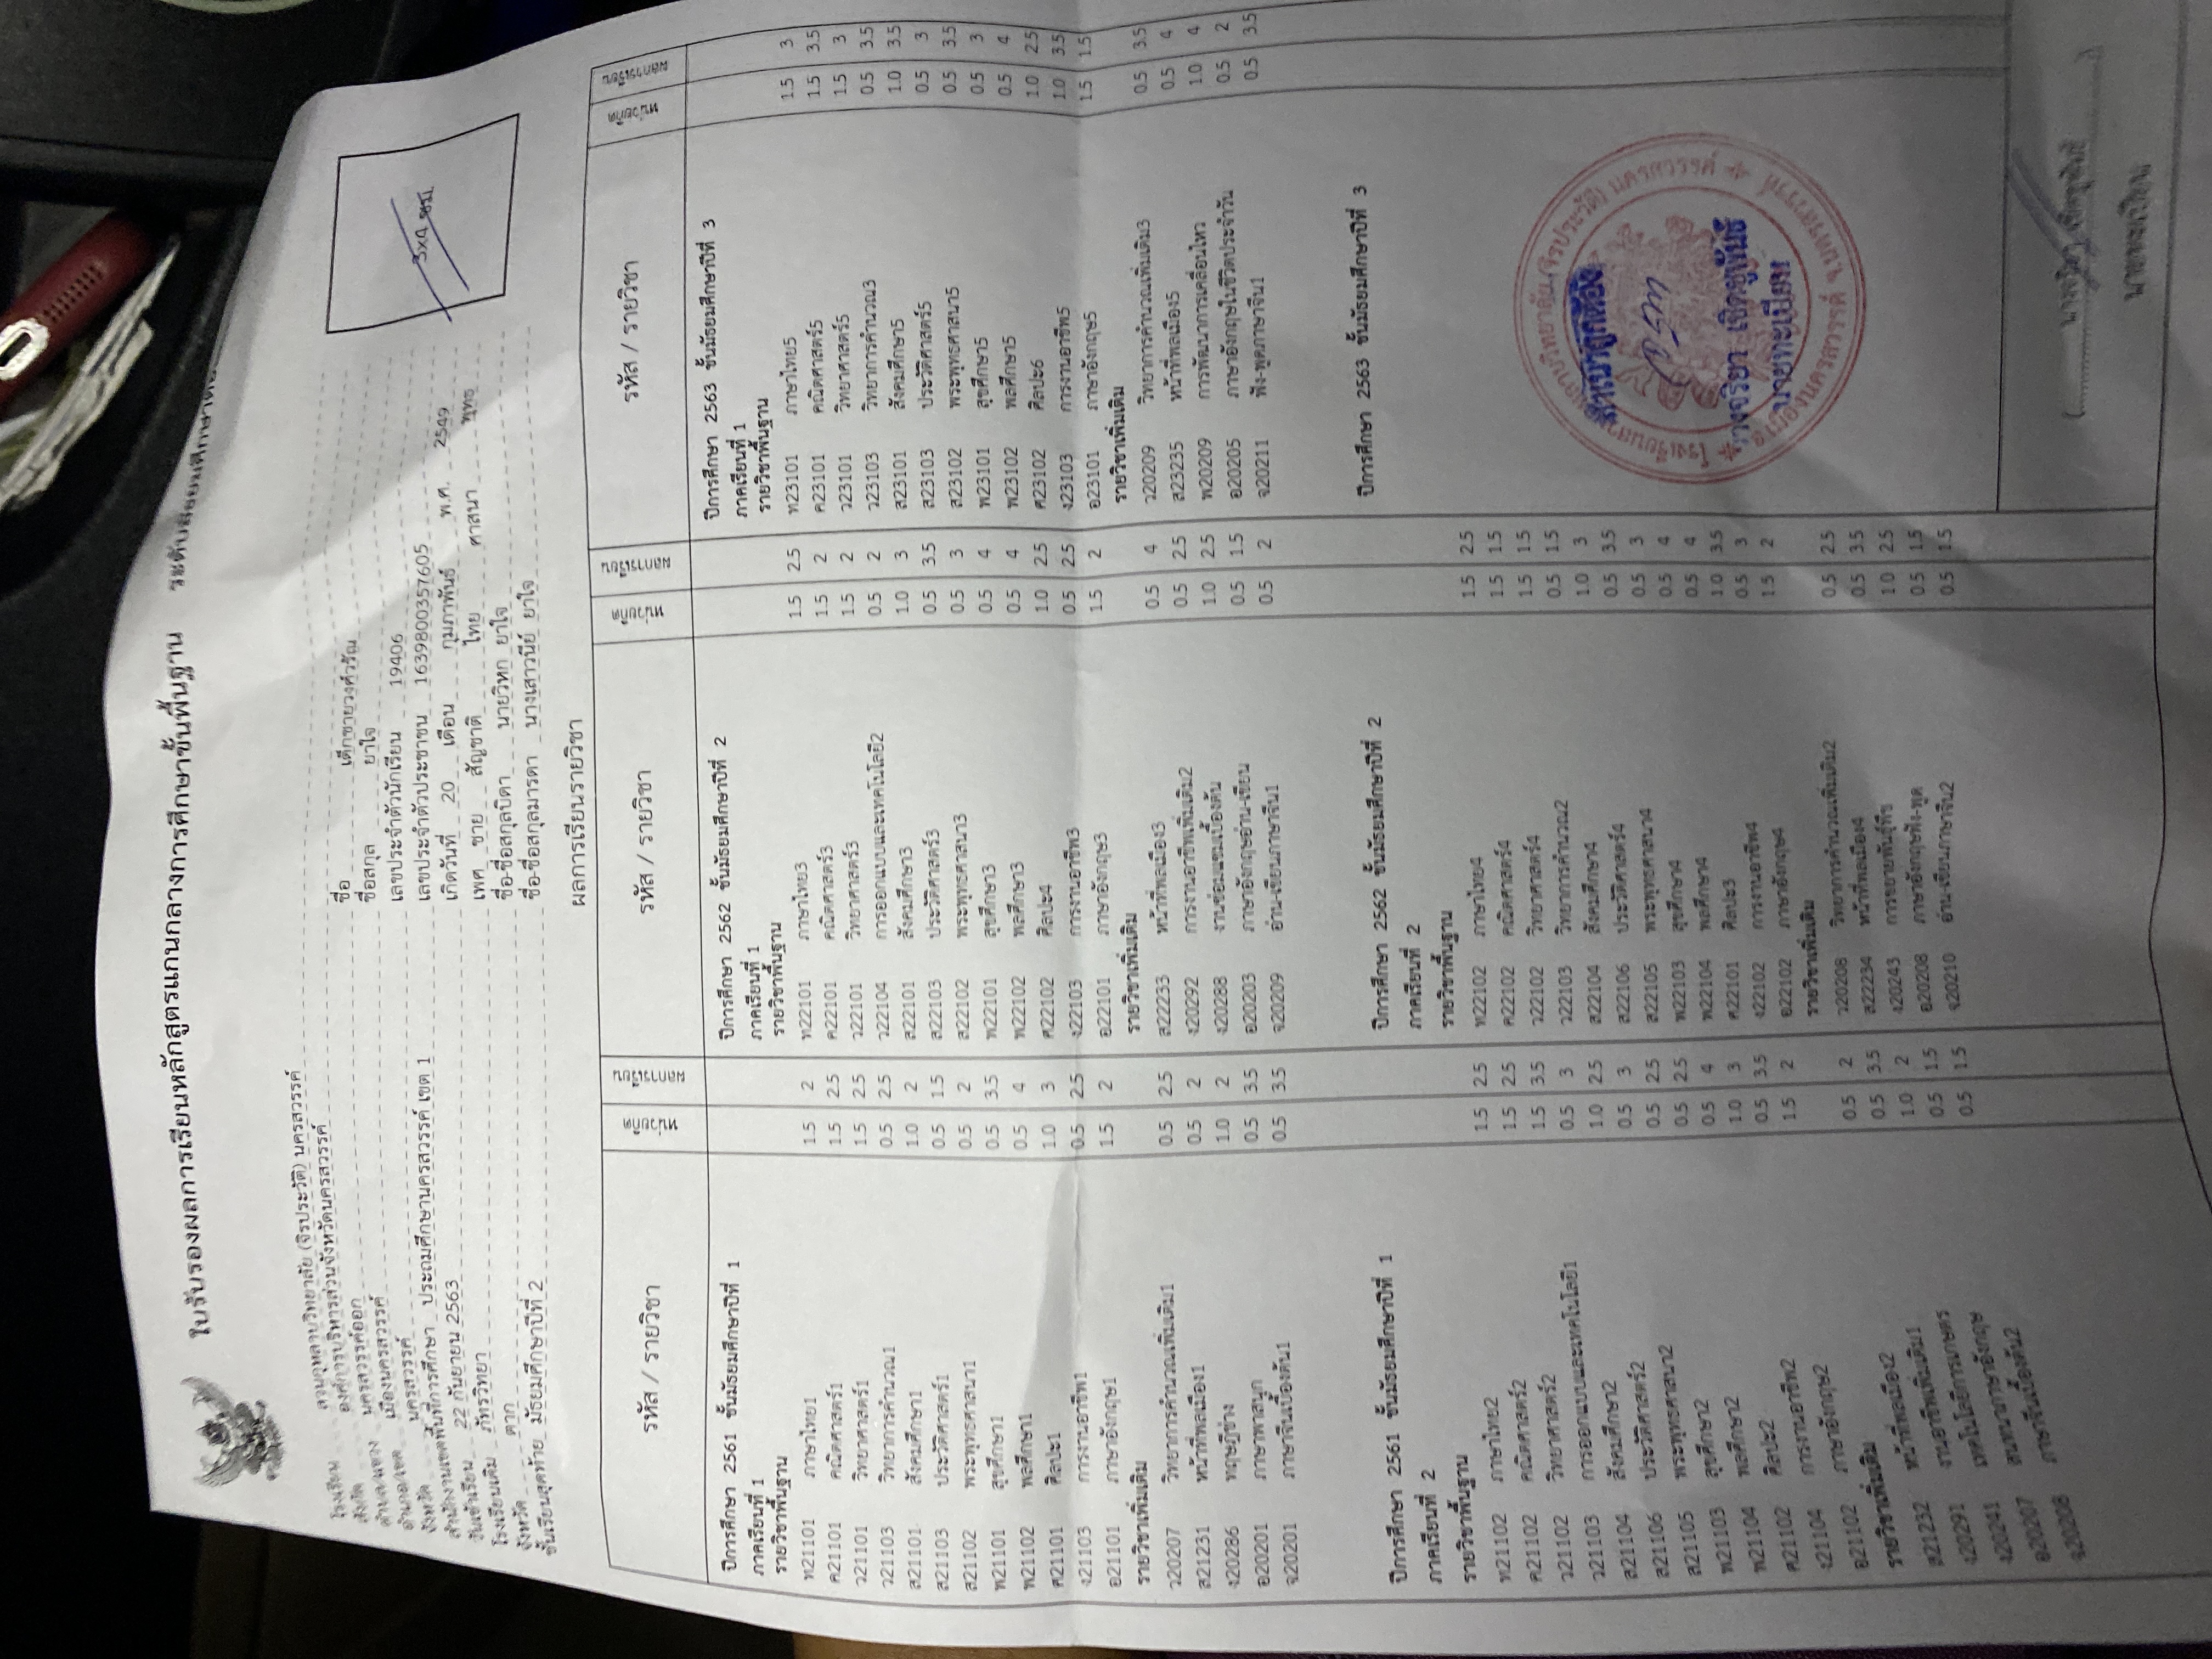 ใบรับรองผลการเรียนหลักสูตรแกนกลางการศึกษาขั้นพื้นฐาน ระดับมัธยมศึกษาตอ
โรงเรียน สวนกุหลาบวิทยาลัย (จิรประวัติ) นครสวรรค์
สังกัด องค์การบริหารส่วนจังหวัดนครสวรรค์
ตำบล/แขวง นครสวรรค์ออก
อำเภอ/เขต เมืองนครสวรรค์
จังหวัด นครสวรรค์
สำนักงานเขตพื้นที่การศึกษา ประถมศึกษานครสวรรค์ เขต 1
วันเข้าเรียน 22 กันยายน 2563
โรงเรียนเดิม ภัทรวิทยา
จังหวัด ตาก
ชั้นเรียนสุดท้าย มัธยมศึกษาปีที่ 2
ชื่อ เด็กชายวงศ์วรัณ
ชื่อสกุล ยาใจ
เลขประจำตัวนักเรียน 19406
เลขประจำตัวประชาชน 1639800357605
เกิดวันที่ 20 เดือน กุมภาพันธ์ พ.ศ. 2549
เพศ ชาย สัญชาติ ไทย ศาสนา พุทธ
ชื่อ-ชื่อสกุลบิดา นายวิหก ยาใจ
ชื่อ-ชื่อสกุลมารดา นางเสาวนีย์ ยาใจ
3x4 ซม.
ผลการเรียนรายวิชา
รหัส / รายวิชา หน่วยกิต ผลการเรียน
ปีการศึกษา 2561 ชั้นมัธยมศึกษาปีที่ 1
ภาคเรียนที่ 1
รายวิชาพื้นฐาน
ท21101 ภาษาไทย1 1.5 2
ค21101 คณิตศาสตร์1 1.5 2.5
ว21101 วิทยาศาสตร์1 1.5 2.5
ว21103 วิทยาการคำนวณ1 0.5 2.5
ส21101 สังคมศึกษา1 1.0 2
ส21103 ประวัติศาสตร์1 0.5 1.5
ส21102 พระพุทธศาสนา1 0.5 2
พ21101 สุขศึกษา1 0.5 3.5
พ21102 พลศึกษา1 0.5 4
ศ21101 ศิลปะ1 1.0 3
ง21103 การงานอาชีพ1 0.5 2.5
อ21101 ภาษาอังกฤษ1 1.5 2
รายวิชาเพิ่มเติม
ว20207 วิทยาการคำนวณเพิ่มเติม1 0.5 2.5
ส21231 หน้าที่พลเมือง1 0.5 2
ง20286 ทฤษฎีช่าง 1.0 2
อ20201 ภาษาพาสนุก 0.5 3.5
จ20201 ภาษาจีนเบื้องต้น1 0.5 3.5
ปีการศึกษา 2561 ชั้นมัธยมศึกษาปีที่ 1
ภาคเรียนที่ 2
รายวิชาพื้นฐาน
ท21102 ภาษาไทย2 1.5 2.5
ค21102 คณิตศาสตร์2 1.5 2.5
ว21102 วิทยาศาสตร์2 1.5 3.5
ว21103 การออกแบบและเทคโนโลยี1 0.5 3
ส21104 สังคมศึกษา2 1.0 2.5
ส21106 ประวัติศาสตร์2 0.5 3
ส21105 พระพุทธศาสนา2 0.5 2.5
พ21103 สุขศึกษา2 0.5 2.5
พ21104 พลศึกษา2 0.5 4
ศ21102 ศิลปะ2 1.0 3
ง21104 การงานอาชีพ2 0.5 3.5
อ21102 ภาษาอังกฤษ2 1.5 2
รายวิชาเพิ่มเติม
ส21232 หน้าที่พลเมือง2 0.5 2
ง20291 งานอาชีพเพิ่มเติม1 0.5 3.5
ง20241 เทคโนโลยีการเกษตร 1.0 2
อ20207 สนทนาภาษาอังกฤษ 0.5 1.5
จ20208 ภาษาจีนเบื้องต้น2 0.5 1.5
รหัส / รายวิชา หน่วยกิต ผลการเรียน
ปีการศึกษา 2562 ชั้นมัธยมศึกษาปีที่ 2
ภาคเรียนที่ 1
รายวิชาพื้นฐาน
ท22101 ภาษาไทย3 1.5 2.5
ค22101 คณิตศาสตร์3 1.5 2
ว22101 วิทยาศาสตร์3 1.5 2
ว22104 การออกแบบและเทคโนโลยี2 0.5 2
ส22101 สังคมศึกษา3 1.0 3
ส22103 ประวัติศาสตร์3 0.5 3.5
ส22102 พระพุทธศาสนา3 0.5 3
พ22101 สุขศึกษา3 0.5 4
พ22102 พลศึกษา3 0.5 4
ศ22102 ศิลปะ4 1.0 2.5
ง22103 การงานอาชีพ3 0.5 2.5
อ22101 ภาษาอังกฤษ3 1.5 2
รายวิชาเพิ่มเติม
ส22233 หน้าที่พลเมือง3 0.5 4
ง20292 การงานอาชีพเพิ่มเติม2 0.5 2.5
ง20288 งานซ่อมแซมเบื้องต้น 1.0 2.5
อ20203 ภาษาอังกฤษอ่าน-เขียน 0.5 1.5
จ20209 อ่าน-เขียนภาษาจีน1 0.5 2
ปีการศึกษา 2562 ชั้นมัธยมศึกษาปีที่ 2
ภาคเรียนที่ 2
รายวิชาพื้นฐาน
ท22102 ภาษาไทย4 1.5 2.5
ค22102 คณิตศาสตร์4 1.5 1.5
ว22102 วิทยาศาสตร์4 1.5 1.5
ว22103 วิทยาการคำนวณ2 0.5 1.5
ส22104 สังคมศึกษา4 1.0 3
ส22106 ประวัติศาสตร์4 0.5 3.5
ส22105 พระพุทธศาสนา4 0.5 3
พ22103 สุขศึกษา4 0.5 4
พ22104 พลศึกษา4 0.5 4
ศ22101 ศิลปะ3 1.0 3.5
ง22102 การงานอาชีพ4 0.5 3
อ22102 ภาษาอังกฤษ4 1.5 2
รายวิชาเพิ่มเติม
ว20208 วิทยาการคำนวณเพิ่มเติม2 0.5 2.5
ส22234 หน้าที่พลเมือง4 0.5 3.5
ง20243 การขยายพันธุ์พืช 1.0 2.5
อ20208 ภาษาอังกฤษฟัง-พูด 0.5 1.5
จ20210 อ่าน-เขียนภาษาจีน2 0.5 1.5
รหัส / รายวิชา หน่วยกิต ผลการเรียน
ปีการศึกษา 2563 ชั้นมัธยมศึกษาปีที่ 3
ภาคเรียนที่ 1
รายวิชาพื้นฐาน
ท23101 ภาษาไทย5 1.5 3
ค23101 คณิตศาสตร์5 1.5 3.5
ว23101 วิทยาศาสตร์5 1.5 3
ว23103 วิทยาการคำนวณ3 0.5 3.5
ส23101 สังคมศึกษา5 1.0 3.5
ส23103 ประวัติศาสตร์5 0.5 3
ส23102 พระพุทธศาสนา5 0.5 3.5
พ23101 สุขศึกษา5 0.5 3
พ23102 พลศึกษา5 0.5 4
ศ23102 ศิลปะ6 1.0 2.5
ง23103 การงานอาชีพ5 1.0 3.5
อ23101 ภาษาอังกฤษ5 1.5 1.5
รายวิชาเพิ่มเติม
ว20209 วิทยาการคำนวณเพิ่มเติม3 0.5 3.5
ส23235 หน้าที่พลเมือง5 0.5 4
พ20209 การพัฒนาการเคลื่อนไหว 1.0 4
อ20205 ภาษาอังกฤษในชีวิตประจำวัน 0.5 2
จ20211 ฟัง-พูดภาษาจีน1 0.5 3.5
ปีการศึกษา 2563 ชั้นมัธยมศึกษาปีที่ 3
โรงเรียนสวนกุหลาบวิทยาลัย (จิรประวัติ) นครสวรรค์
อ.เมืองนครสวรรค์ จ.นครสวรรค์
สำเนาถูกต้อง
นางจริยา เชิดชูพันธ์
นายทะเบียน
นางจริยา เชิดชูพันธ์
นายทะเบียน